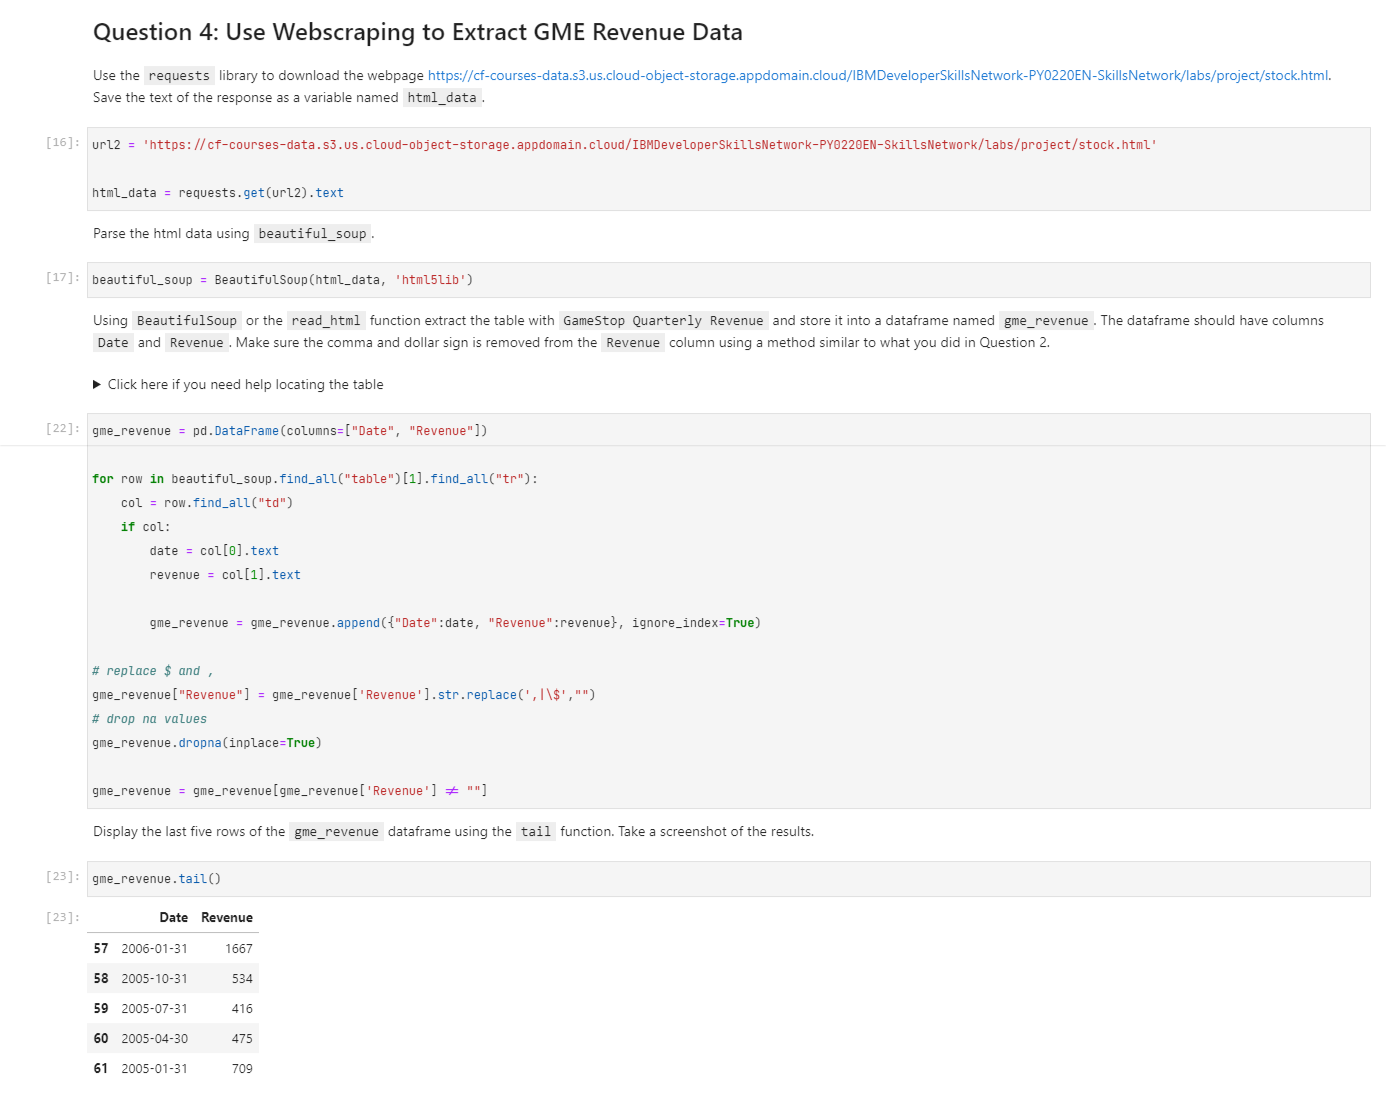 Question 4: Use Webscraping to Extract GME Revenue Data
Use the requests library to download the webpage https://cf-courses-data.s3.us.cloud-object-storage.appdomain.cloud/IBMDeveloperSkillsNetwork-PY0220EN-SkillsNetwork/labs/project/stock.html.
Save the text of the response as a variable named html_data.
[16]: url2 = 'https://cf-courses-data.s3.us.cloud-object-storage.appdomain.cloud/IBMDeveloperSkillsNetwork-PY0220EN-SkillsNetwork/labs/project/stock.html'
html_data = requests.get(url2).text
Parse the html data using beautiful_soup.
[17]: beautiful_soup = BeautifulSoup(html_data, 'html5lib')
Using BeautifulSoup or the read_html function extract the table with GameStop Quarterly Revenue and store it into a dataframe named gme_revenue. The dataframe should have columns
Date and Revenue. Make sure the comma and dollar sign is removed from the Revenue column using a method similar to what you did in Question 2.
▶ Click here if you need help locating the table
[22]: gme_revenue = pd.DataFrame(columns=["Date", "Revenue"])
for row in beautiful_soup.find_all("table")[1].find_all("tr"):
    col = row.find_all("td")
    if col:
        date = col[0].text
        revenue = col[1].text
        gme_revenue = gme_revenue.append({"Date":date, "Revenue":revenue}, ignore_index=True)
# replace $ and ,
gme_revenue["Revenue"] = gme_revenue['Revenue'].str.replace(',|\$',"")
# drop na values
gme_revenue.dropna(inplace=True)
gme_revenue = gme_revenue[gme_revenue['Revenue'] ≠ ""]
Display the last five rows of the gme_revenue dataframe using the tail function. Take a screenshot of the results.
[23]: gme_revenue.tail()
[23]: Date Revenue
57 2006-01-31 1667
58 2005-10-31 534
59 2005-07-31 416
60 2005-04-30 475
61 2005-01-31 709